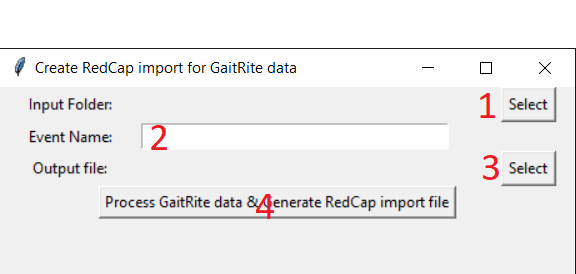 Create RedCap import for GaitRite data
Input Folder: 1 Select
Event Name: 2
Output file: 3 Select
Process GaitRite data & Generate RedCap import file
4